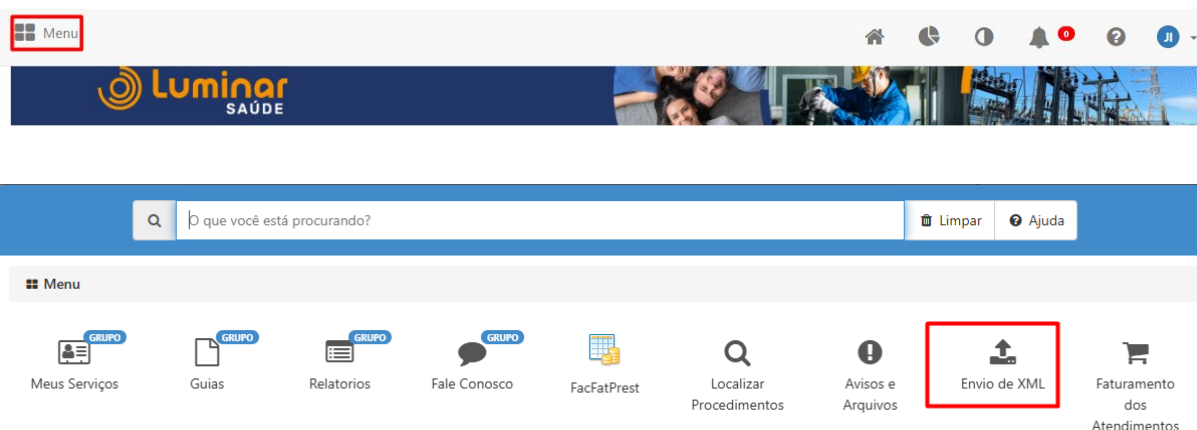 Menu
0
JI
Luminar
SAÚDE
O que você está procurando?
Limpar
Ajuda
Menu
GRUPO
Meus Serviços
GRUPO
Guias
GRUPO
Relatorios
GRUPO
Fale Conosco
FacFatPrest
Localizar
Procedimentos
Avisos e
Arquivos
Envio de XML
Faturamento
dos
Atendimentos